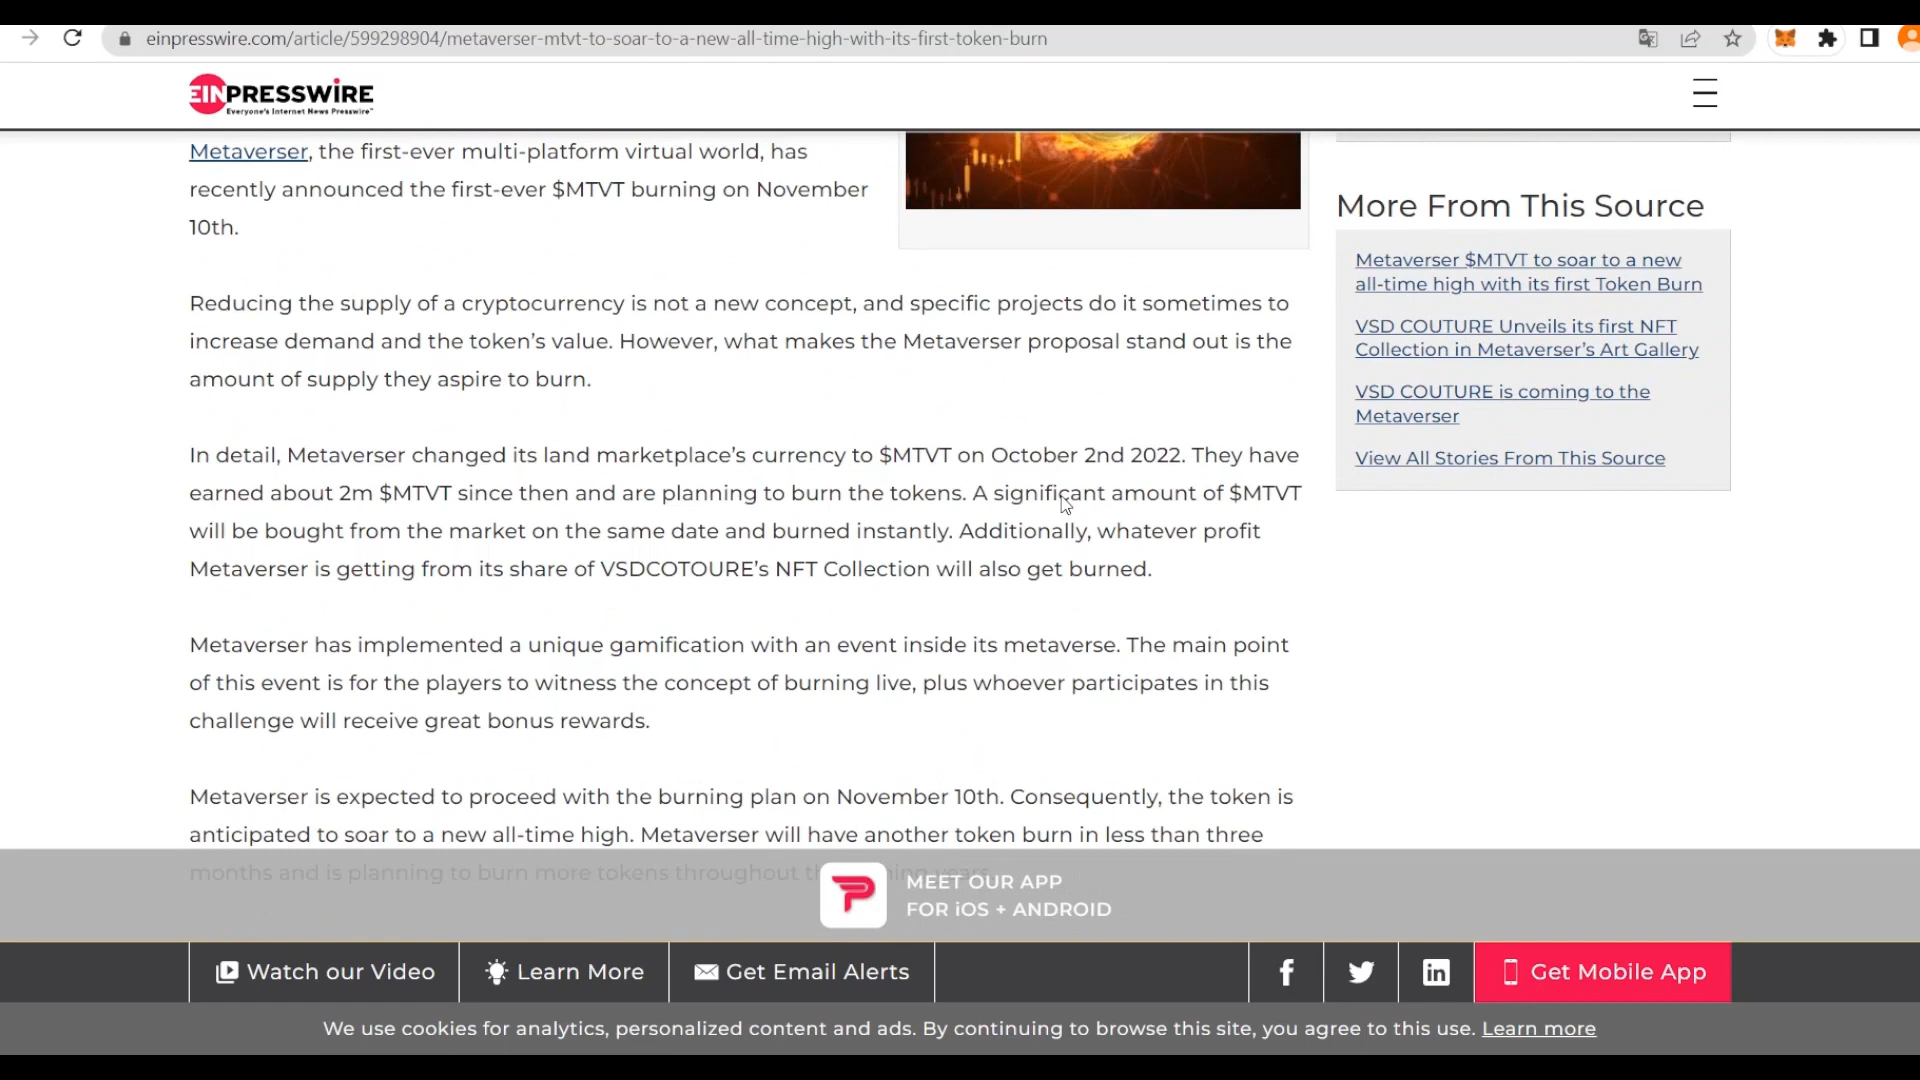 einpresswire.com/article/599298904/metaverser-mtvt-to-soar-to-a-new-all-time-high-with-its-first-token-burn
EINPRESSWIRE
Everyone's Internet News Presswire™
Metaverser, the first-ever multi-platform virtual world, has
recently announced the first-ever $MTVT burning on November
10th.
Reducing the supply of a cryptocurrency is not a new concept, and specific projects do it sometimes to
increase demand and the token's value. However, what makes the Metaverser proposal stand out is the
amount of supply they aspire to burn.
In detail, Metaverser changed its land marketplace's currency to $MTVT on October 2nd 2022. They have
earned about 2m $MTVT since then and are planning to burn the tokens. A significant amount of $MTVT
will be bought from the market on the same date and burned instantly. Additionally, whatever profit
Metaverser is getting from its share of VSDCOTOURE's NFT Collection will also get burned.
Metaverser has implemented a unique gamification with an event inside its metaverse. The main point
of this event is for the players to witness the concept of burning live, plus whoever participates in this
challenge will receive great bonus rewards.
Metaverser is expected to proceed with the burning plan on November 10th. Consequently, the token is
anticipated to soar to a new all-time high. Metaverser will have another token burn in less than three
months and is planning to burn more tokens throughout
More From This Source
Metaverser $MTVT to soar to a new
all-time high with its first Token Burn
VSD COUTURE Unveils its first NFT
Collection in Metaverser's Art Gallery
VSD COUTURE is coming to the
Metaverser
View All Stories From This Source
MEET OUR APP
FOR iOS + ANDROID
Watch our Video
Learn More
Get Email Alerts
Get Mobile App
We use cookies for analytics, personalized content and ads. By continuing to browse this site, you agree to this use. Learn more